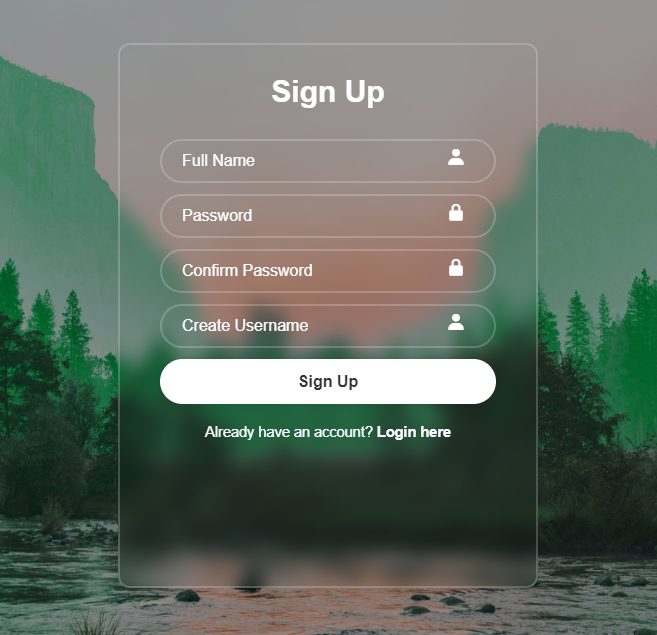 Sign Up
Full Name
Password
Confirm Password
Create Username
Sign Up
Already have an account? Login here